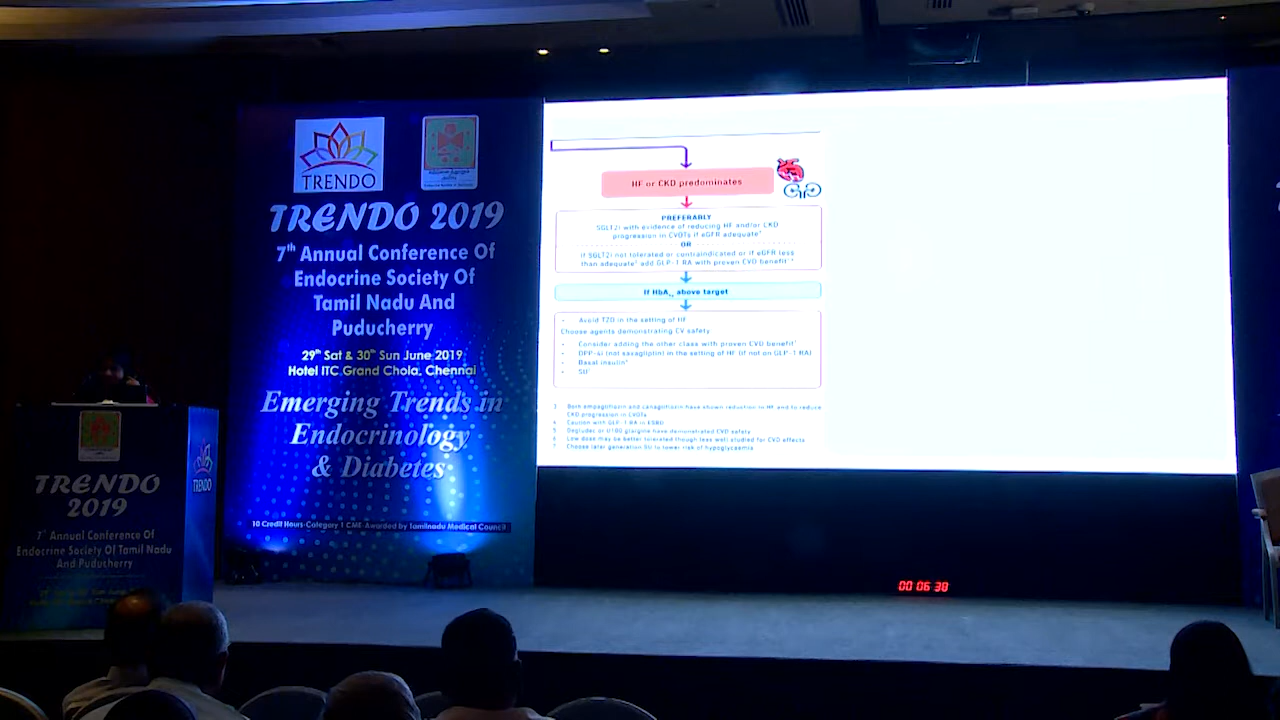 TRENDO
TRENDO 2019
7th Annual Conference Of
Endocrine Society Of
Tamil Nadu And
Puducherry
29th Sat & 30th Sun June 2019
Hotel ITC Grand Chola, Chennai
Emerging Trends in
Endocrinology
& Diabetes
10 Credit Hours-Category 1 CME Awarded by Tamilnadu Medical Council
HF or CKD predominates
PREFERABLY
SGLT2i with evidence of reducing HF and/or CKD
progression in CVOTs if eGFR adequate3
OR
If SGLT2i not tolerated or contraindicated or if eGFR less
than adequate add GLP-1 RA with proven CVD benefit
If HbA1c above target
- Avoid TZD in the setting of HF
Choose agents demonstrating CV safety
- Consider adding the other class with proven CVD benefit
- DPP-4i (not saxagliptin) in the setting of HF (if not on GLP-1 RA)
- Basal insulin
- SU
3 Both empagliflozin and canagliflozin have shown reduction in HF and to reduce
CKD progression in CVOTs
4 Caution with GLP-1 RA in ESRD
5 Degludec or U100 glargine have demonstrated CVD safety
6 Low dose may be better tolerated though less well studied for CVD effects
7 Choose later generation SU to lower risk of hypoglycaemia
00 06 38
TRENDO
2019
7th Annual Conference Of
Endocrine Society Of Tamil Nadu
And Puducherry
TRENDO